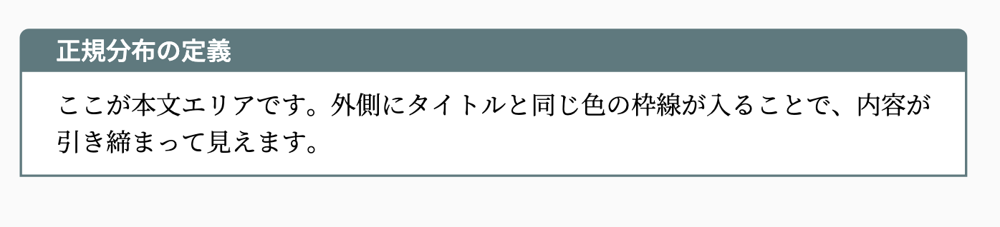 正規分布の定義
ここが本文エリアです。外側にタイトルと同じ色の枠線が入ることで、内容が
引き締まって見えます。